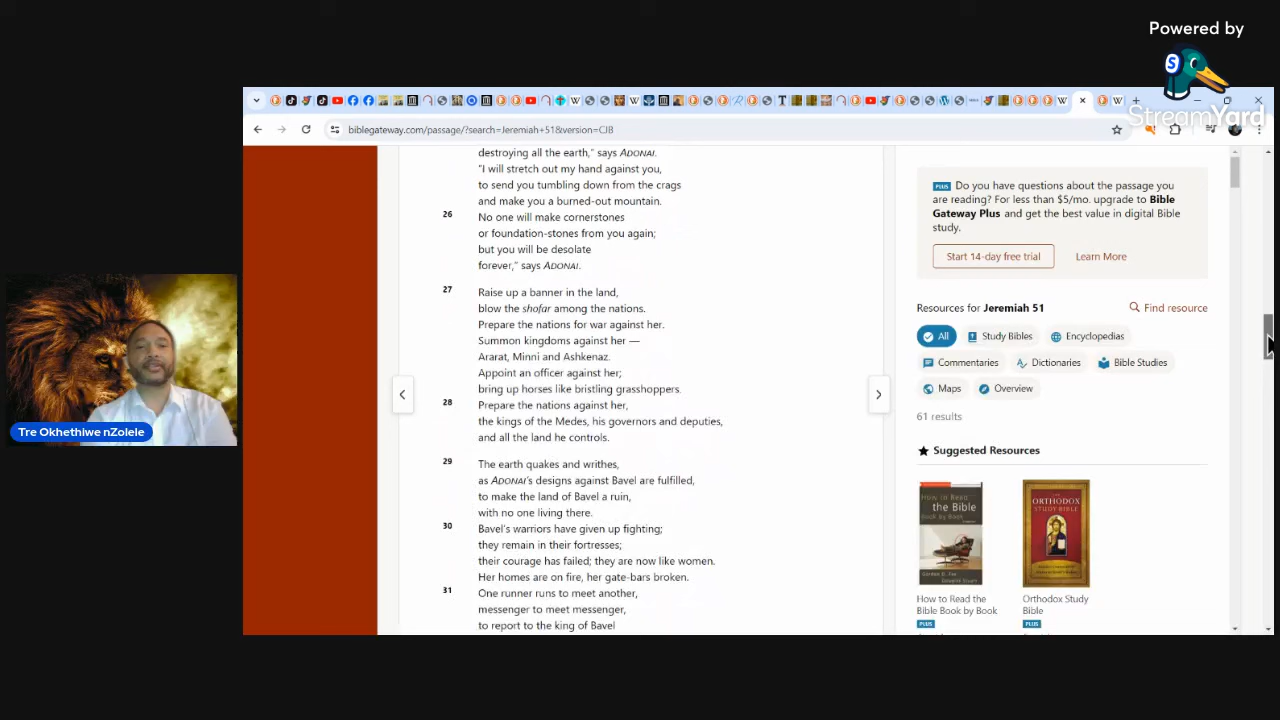 Powered by
S
StreamYard
biblegateway.com/passage/?search=Jeremiah+51&version=CJB
destroying all the earth,” says ADONAI.
“I will stretch out my hand against you,
to send you tumbling down from the crags
and make you a burned-out mountain.
26 No one will make cornerstones
or foundation-stones from you again;
but you will be desolate
forever,” says ADONAI.
27 Raise up a banner in the land,
blow the shofar among the nations.
Prepare the nations for war against her.
Summon kingdoms against her —
Ararat, Minni and Ashkenaz.
Appoint an officer against her;
bring up horses like bristling grasshoppers.
28 Prepare the nations against her,
the kings of the Medes, his governors and deputies,
and all the land he controls.
29 The earth quakes and writhes,
as ADONAI’s designs against Bavel are fulfilled,
to make the land of Bavel a ruin,
with no one living there.
30 Bavel’s warriors have given up fighting;
they remain in their fortresses;
their courage has failed; they are now like women.
Her homes are on fire, her gate-bars broken.
31 One runner runs to meet another,
messenger to meet messenger,
to report to the king of Bavel
PLUS Do you have questions about the passage you
are reading? For less than $5/mo. upgrade to Bible
Gateway Plus and get the best value in digital Bible
study.
Start 14-day free trial Learn More
Resources for Jeremiah 51 Find resource
All Study Bibles Encyclopedias
Commentaries Dictionaries Bible Studies
Maps Overview
61 results
Suggested Resources
How to Read
the Bible
Book by Book
THE
ORTHODOX
STUDY BIBLE
How to Read the
Bible Book by Book
PLUS
Orthodox Study
Bible
PLUS
Tre Okhethiwe nZolele